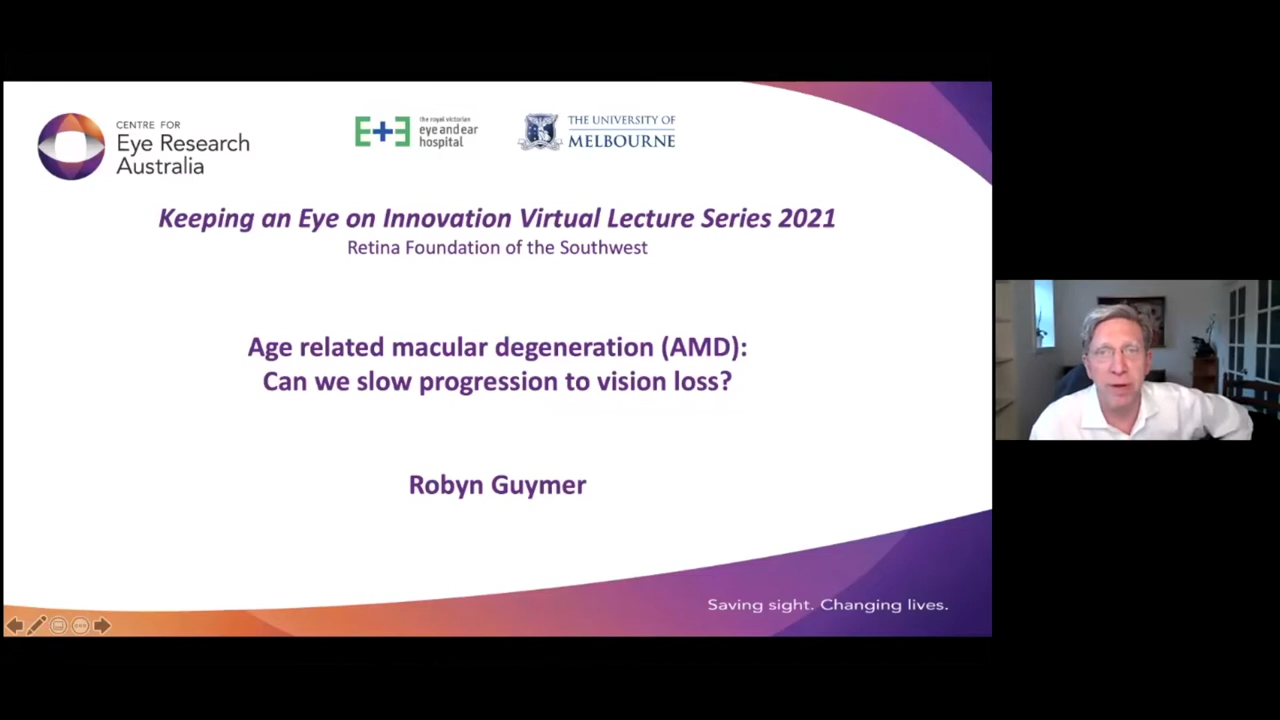 CENTRE FOR
Eye Research
Australia
E+E
the royal victorian
eye and ear
hospital
THE UNIVERSITY OF
MELBOURNE
Keeping an Eye on Innovation Virtual Lecture Series 2021
Retina Foundation of the Southwest
Age related macular degeneration (AMD):
Can we slow progression to vision loss?
Robyn Guymer
Saving sight. Changing lives.